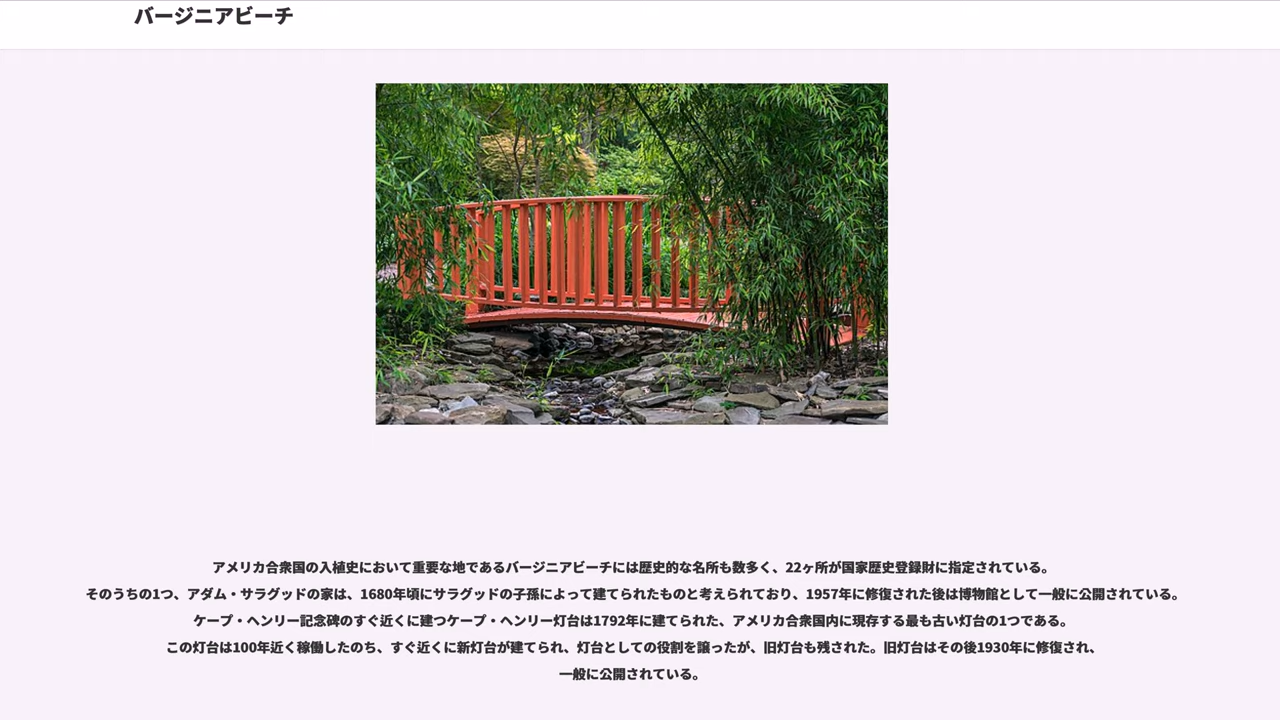 バージニアビーチ
アメリカ合衆国の入植史において重要な地であるバージニアビーチには歴史的な名所も数多く、22ヶ所が国家歴史登録財に指定されている。
そのうちの1つ、アダム・サラグッドの家は、1680年頃にサラグッドの子孫によって建てられたものと考えられており、1957年に修復された後は博物館として一般に公開されている。
ケープ・ヘンリー記念碑のすぐ近くに建つケープ・ヘンリー灯台は1792年に建てられた、アメリカ合衆国内に現存する最も古い灯台の1つである。
この灯台は100年近く稼働したのち、すぐ近くに新灯台が建てられ、灯台としての役割を譲ったが、旧灯台も残された。旧灯台はその後1930年に修復され、
一般に公開されている。